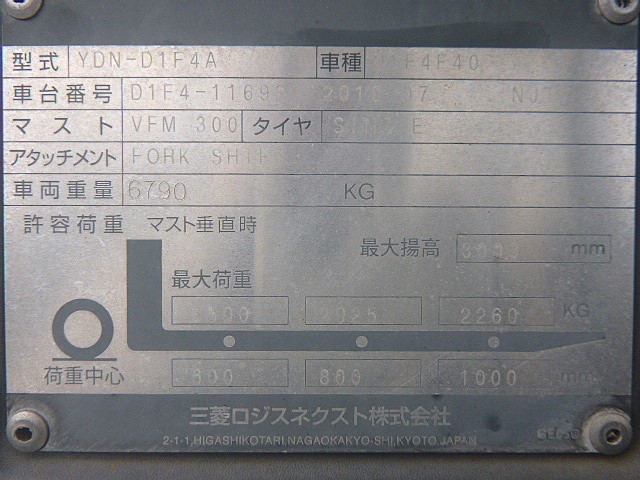 型式 YDN-D1F4A 車種 F4F40
車台番号 D1F4-1169
マスト VFM 300 タイヤ
アタッチメント FORK
車両重量 6790 KG
許容荷重 マスト垂直時
最大揚高 mm
最大荷重
2260 KG
600 800 1000
荷重中心
三菱ロジスネクスト株式会社
2-1-1,HIGASHIKOTARI,NAGAOKAKYO-SHI,KYOTO,JAPAN